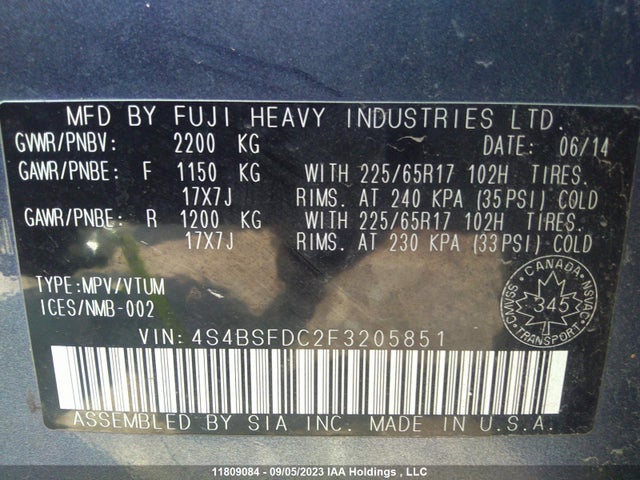 MFD BY FUJI HEAVY INDUSTRIES LTD.
GVWR/PNBV: 2200 KG DATE: 06/14
GAWR/PNBE: F 1150 KG WITH 225/65R17 102H TIRES.
17X7J RIMS. AT 240 KPA (35PSI) COLD
GAWR/PNBE: R 1200 KG WITH 225/65R17 102H TIRES.
17X7J RIMS. AT 230 KPA (33PSI) COLD
TYPE:MPV/VTUM
ICES/NMB-002
CANADA
CMVSS 345 NSVAC
TRANSPORT
VIN: 4S4BSFDC2F3205851
ASSEMBLED BY SIA INC. MADE IN U.S.A.
11809084 - 09/05/2023 IAA Holdings , LLC